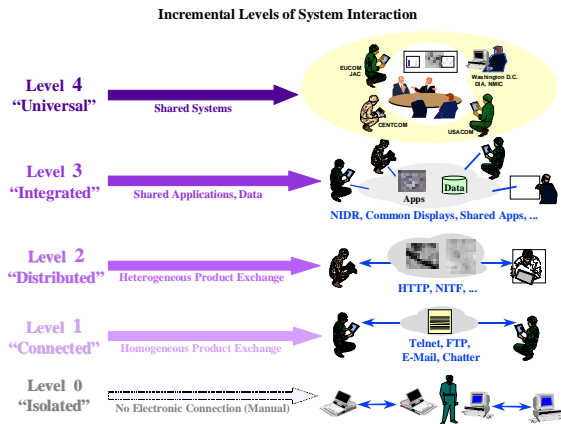 Incremental Levels of System Interaction
Level 4
“Universal”
Shared Systems
EUCOM
JAC
Washington D.C.
DIA, NMIC
CENTCOM
USACOM
Level 3
“Integrated”
Shared Applications, Data
Apps
Data
NIDR, Common Displays, Shared Apps, ...
Level 2
“Distributed”
Heterogeneous Product Exchange
HTTP, NITF, ...
Level 1
“Connected”
Homogeneous Product Exchange
Telnet, FTP,
E-Mail, Chatter
Level 0
“Isolated”
No Electronic Connection (Manual)